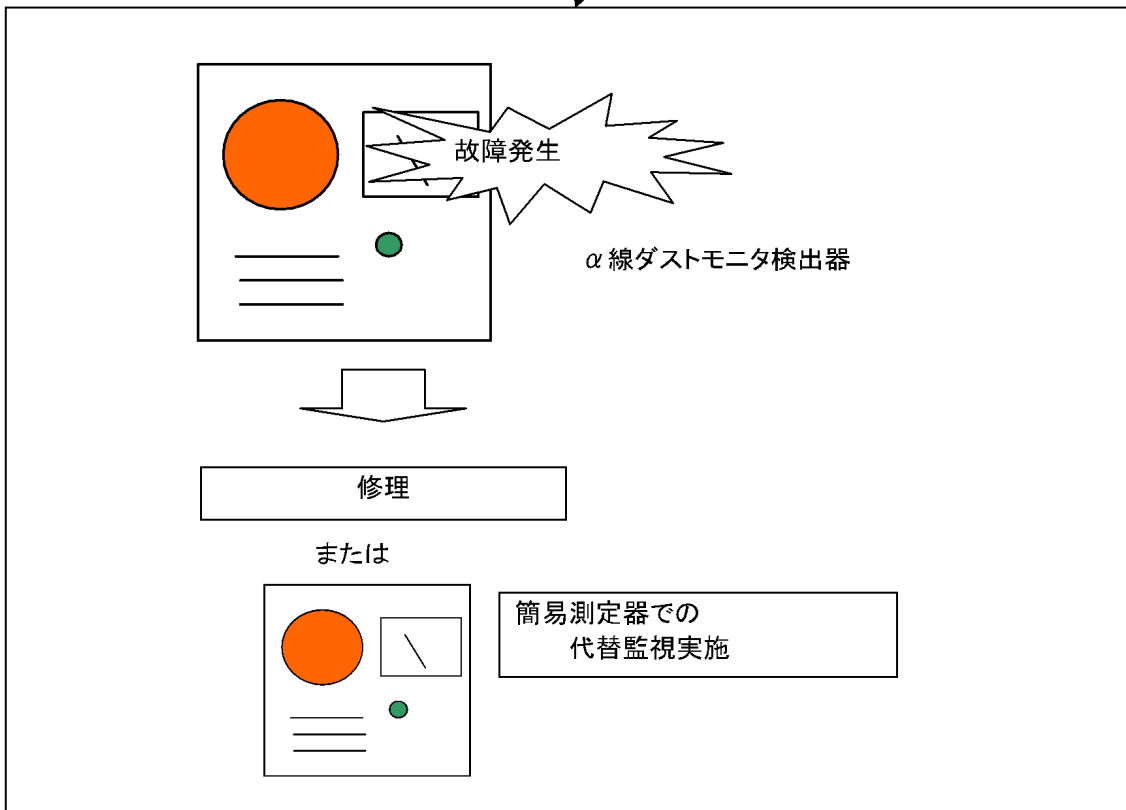 故障発生
α線ダストモニタ検出器
修理
または
簡易測定器での
代替監視実施